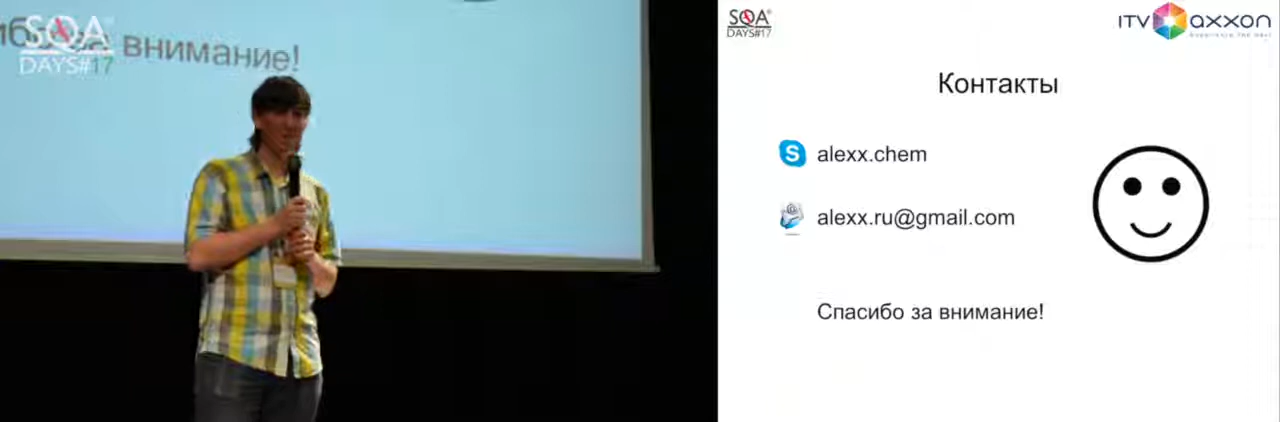 SQA
DAYS#17
внимание!
SQA
DAYS#17
ITV axxon
Контакты
alexx.chem
alexx.ru@gmail.com
Спасибо за внимание!